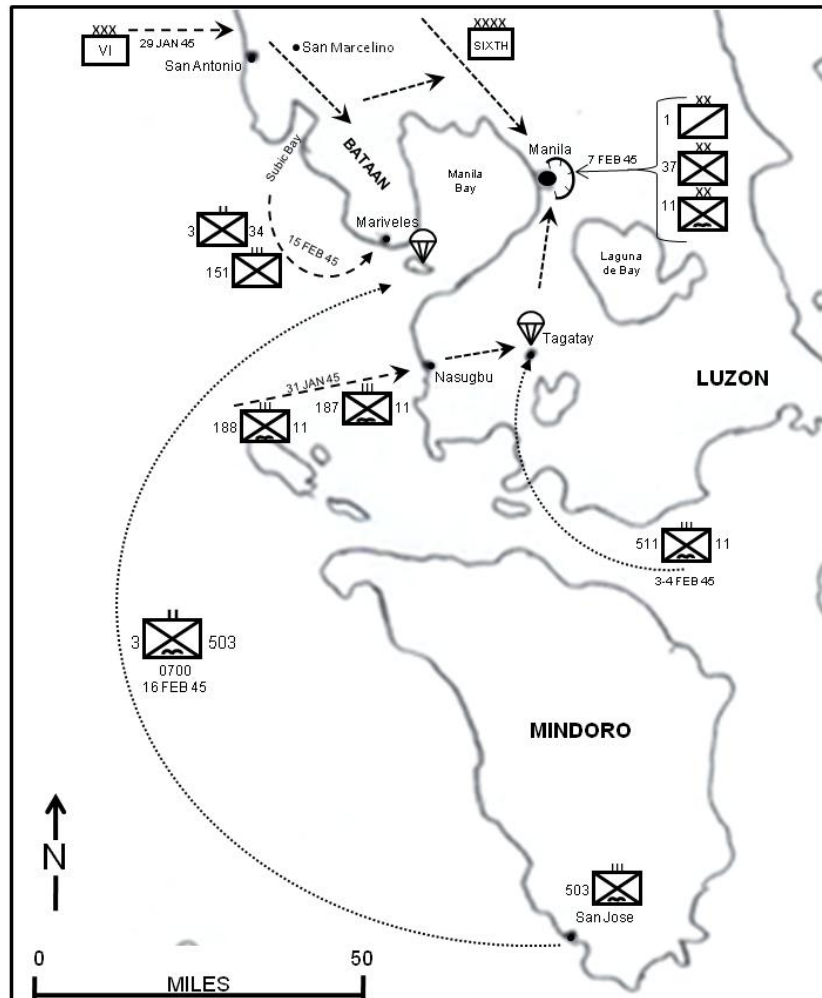 XXX
VI
29 JAN 45
San Antonio
San Marcelino
XXXX
SIXTH
Subic Bay
BATAAN
Manila
Bay
Manila
7 FEB 45
XX
1
XX
37
XX
11
Mariveles
II
3
34
III
151
15 FEB 45
Laguna
de Bay
Tagatay
LUZON
Nasugbu
31 JAN 45
III
188
11
III
187
11
III
511
11
3-4 FEB 45
II
3
503
0700
16 FEB 45
MINDORO
III
503
San Jose
N
0
50
MILES